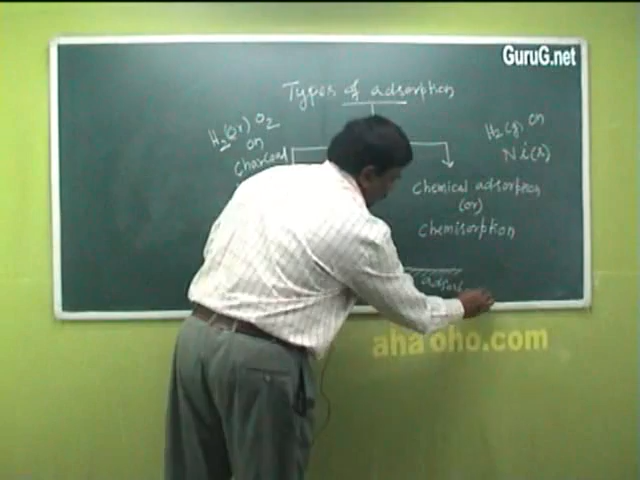 GuruG.net
Types of adsorption
H2(or) O2
on
Charcoal
H2(g) on
Ni(s)
Chemical adsorption
(or)
Chemisorption
adsorb
aha oho.com